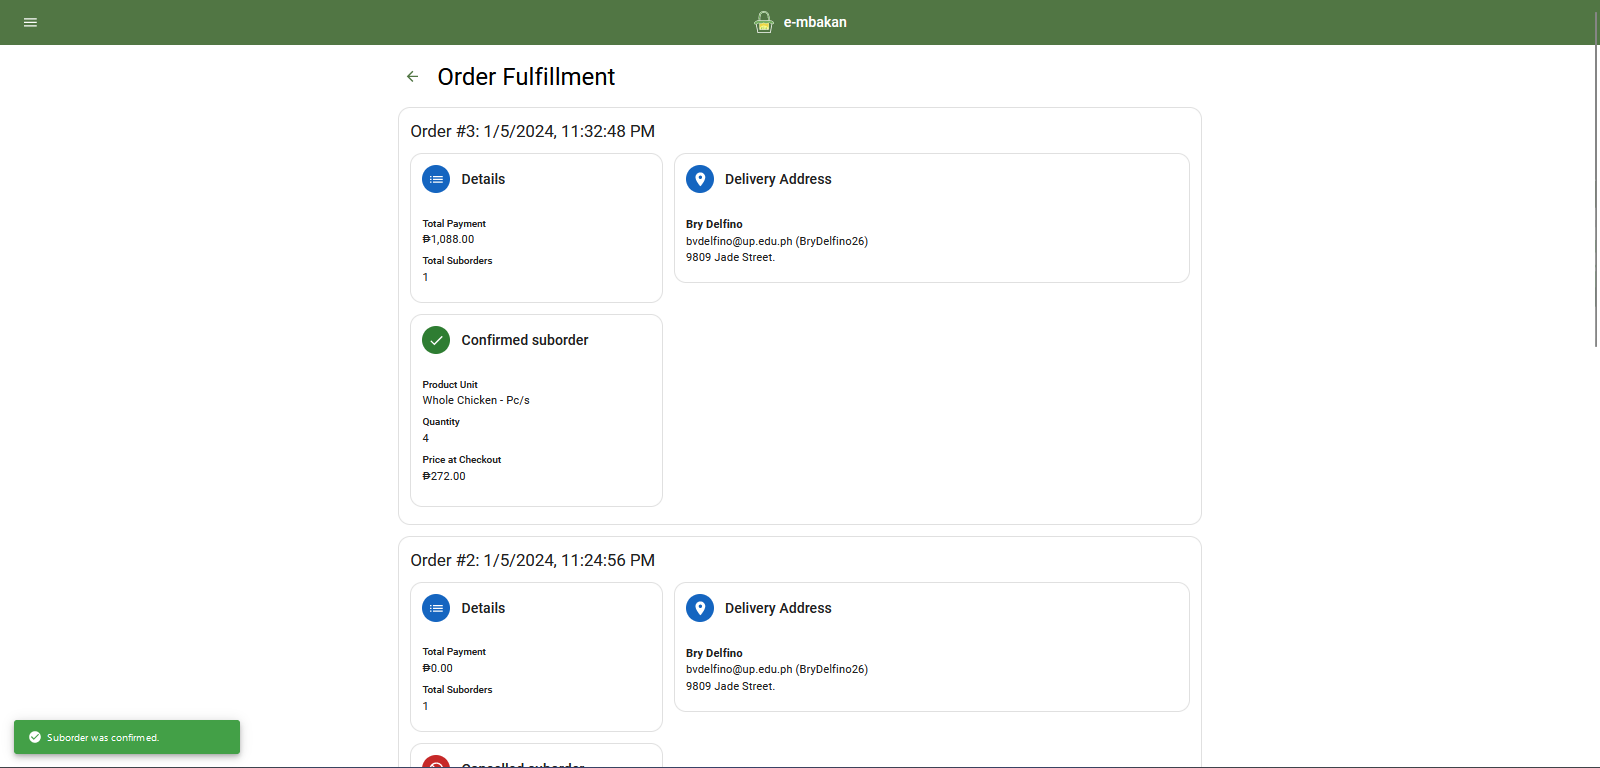 e-mbakan
Order Fulfillment
Order #3: 1/5/2024, 11:32:48 PM
Details
Total Payment
₱1,088.00
Total Suborders
1
Delivery Address
Bry Delfino
bvdelfino@up.edu.ph (BryDelfino26)
9809 Jade Street.
Confirmed suborder
Product Unit
Whole Chicken - Pc/s
Quantity
4
Price at Checkout
₱272.00
Order #2: 1/5/2024, 11:24:56 PM
Details
Total Payment
₱0.00
Total Suborders
1
Delivery Address
Bry Delfino
bvdelfino@up.edu.ph (BryDelfino26)
9809 Jade Street.
Cancelled suborder
Suborder was confirmed.